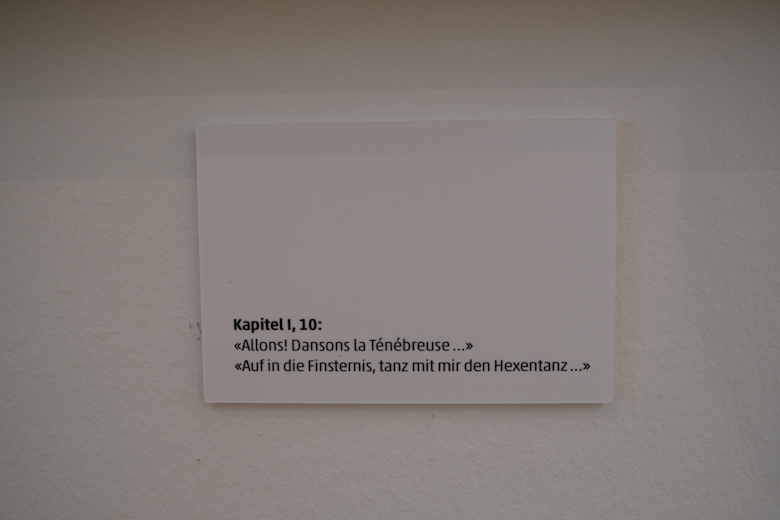 Kapitel I, 10:
«Allons! Dansons la Ténébreuse…»
«Auf in die Finsternis, tanz mit mir den Hexentanz…»